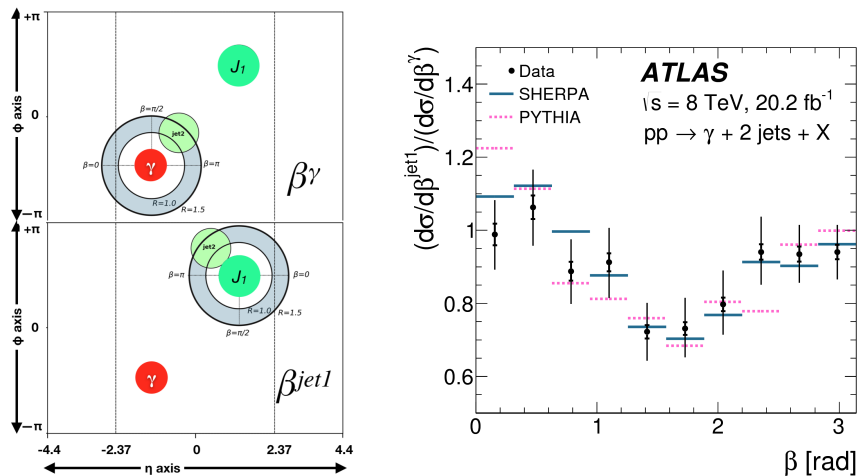 +π
ϕ axis
0
−π
J1
β=π/2
jet2
β=0
γ
β=π
R=1.0
R=1.5
βγ
+π
ϕ axis
0
−π
jet2
β=π
J1
β=0
R=1.0
R=1.5
β=π/2
γ
βjet1
-4.4 -2.37 0 2.37 4.4
η axis
(dσ/dβjet1)/(dσ/dβγ)
1.4
1.2
1.0
0.8
0.6
Data
SHERPA
PYTHIA
ATLAS
√s = 8 TeV, 20.2 fb-1
pp → γ + 2 jets + X
0 1 2 3
β [rad]